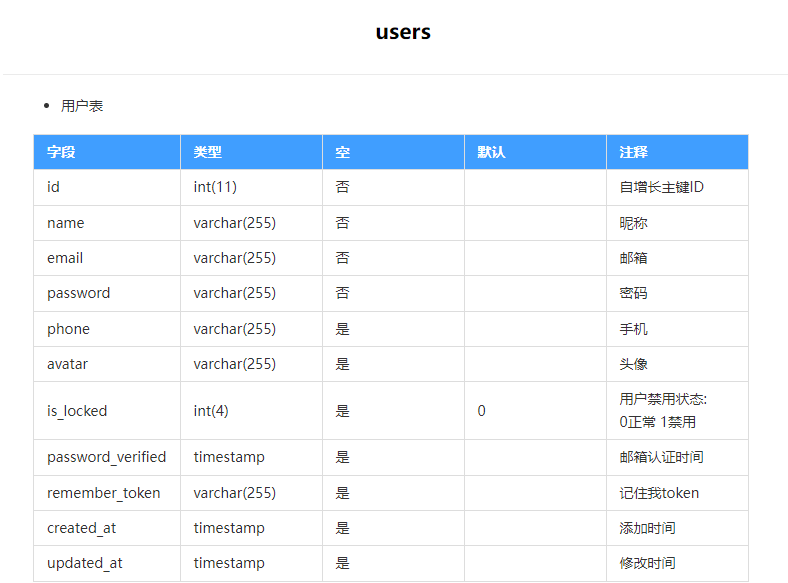 users
用户表
字段 类型 空 默认 注释
id int(11) 否 自增长主键ID
name varchar(255) 否 昵称
email varchar(255) 否 邮箱
password varchar(255) 否 密码
phone varchar(255) 是 手机
avatar varchar(255) 是 头像
is_locked int(4) 是 0 用户禁用状态:
0正常 1禁用
password_verified timestamp 是 邮箱认证时间
remember_token varchar(255) 是 记住我token
created_at timestamp 是 添加时间
updated_at timestamp 是 修改时间